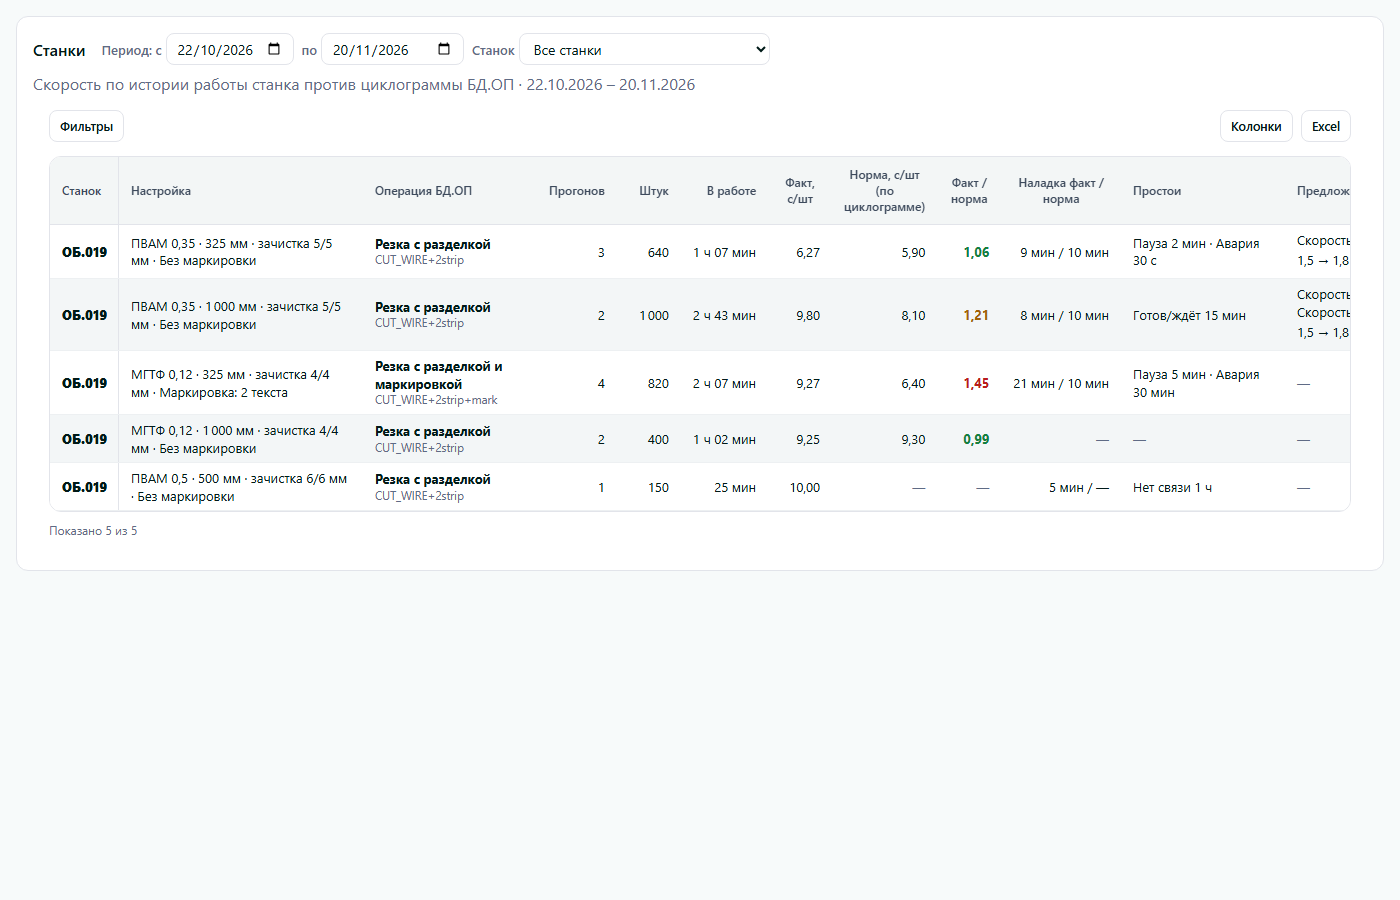 Станки Период: с 22/10/2026 по 20/11/2026 Станок Все станки
Скорость по истории работы станка против циклограммы БД.ОП · 22.10.2026 – 20.11.2026
Фильтры Колонки Excel
Станок Настройка Операция БД.ОП Прогонов Штук В работе Факт, с/шт Норма, с/шт (по циклограмме) Факт / норма Наладка факт / норма Простои Предлож
ОБ.019 ПВАМ 0,35 · 325 мм · зачистка 5/5 мм · Без маркировки Резка с разделкой CUT_WIRE+2strip 3 640 1 ч 07 мин 6,27 5,90 1,06 9 мин / 10 мин Пауза 2 мин · Авария 30 с Скорость 1,5 → 1,8
ОБ.019 ПВАМ 0,35 · 1 000 мм · зачистка 5/5 мм · Без маркировки Резка с разделкой CUT_WIRE+2strip 2 1 000 2 ч 43 мин 9,80 8,10 1,21 8 мин / 10 мин Готов/ждёт 15 мин Скорость Скорость 1,5 → 1,8
ОБ.019 МГТФ 0,12 · 325 мм · зачистка 4/4 мм · Маркировка: 2 текста Резка с разделкой и маркировкой CUT_WIRE+2strip+mark 4 820 2 ч 07 мин 9,27 6,40 1,45 21 мин / 10 мин Пауза 5 мин · Авария 30 мин —
ОБ.019 МГТФ 0,12 · 1 000 мм · зачистка 4/4 мм · Без маркировки Резка с разделкой CUT_WIRE+2strip 2 400 1 ч 02 мин 9,25 9,30 0,99 — — —
ОБ.019 ПВАМ 0,5 · 500 мм · зачистка 6/6 мм · Без маркировки Резка с разделкой CUT_WIRE+2strip 1 150 25 мин 10,00 — — 5 мин / — Нет связи 1 ч —
Показано 5 из 5